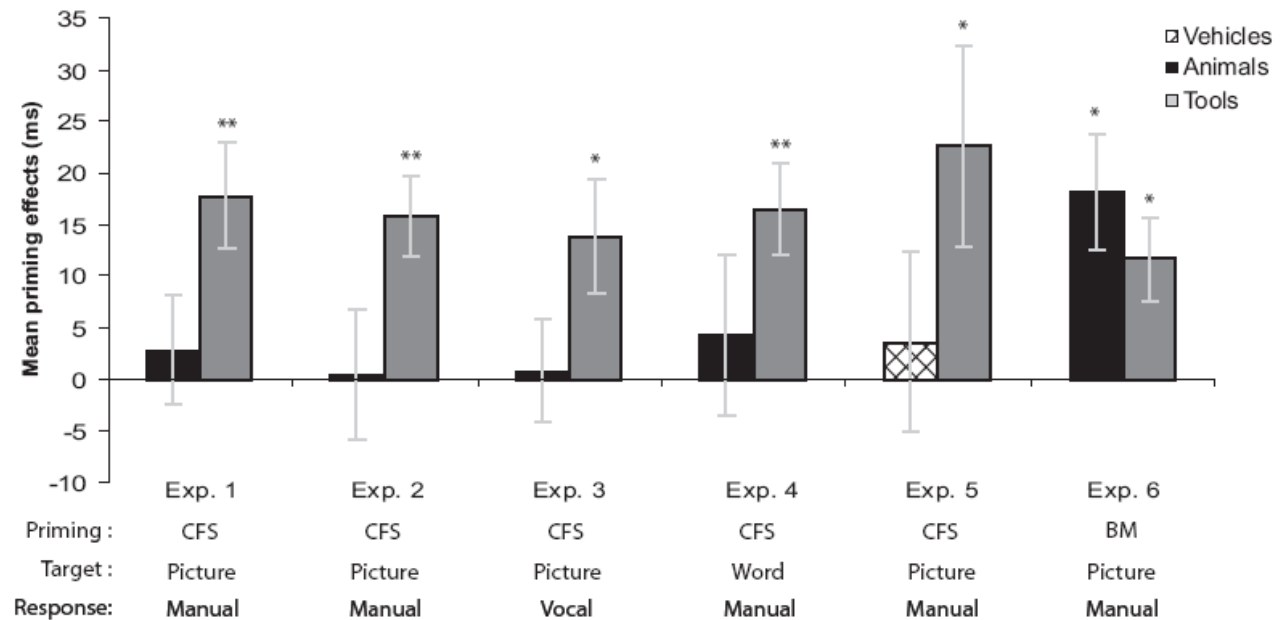 Mean priming effects (ms)
35
30
25
20
15
10
5
0
-5
-10
**
**
*
**
*
*
*
Vehicles
Animals
Tools
Exp. 1 Exp. 2 Exp. 3 Exp. 4 Exp. 5 Exp. 6
Priming : CFS CFS CFS CFS CFS BM
Target : Picture Picture Picture Word Picture Picture
Response: Manual Manual Vocal Manual Manual Manual